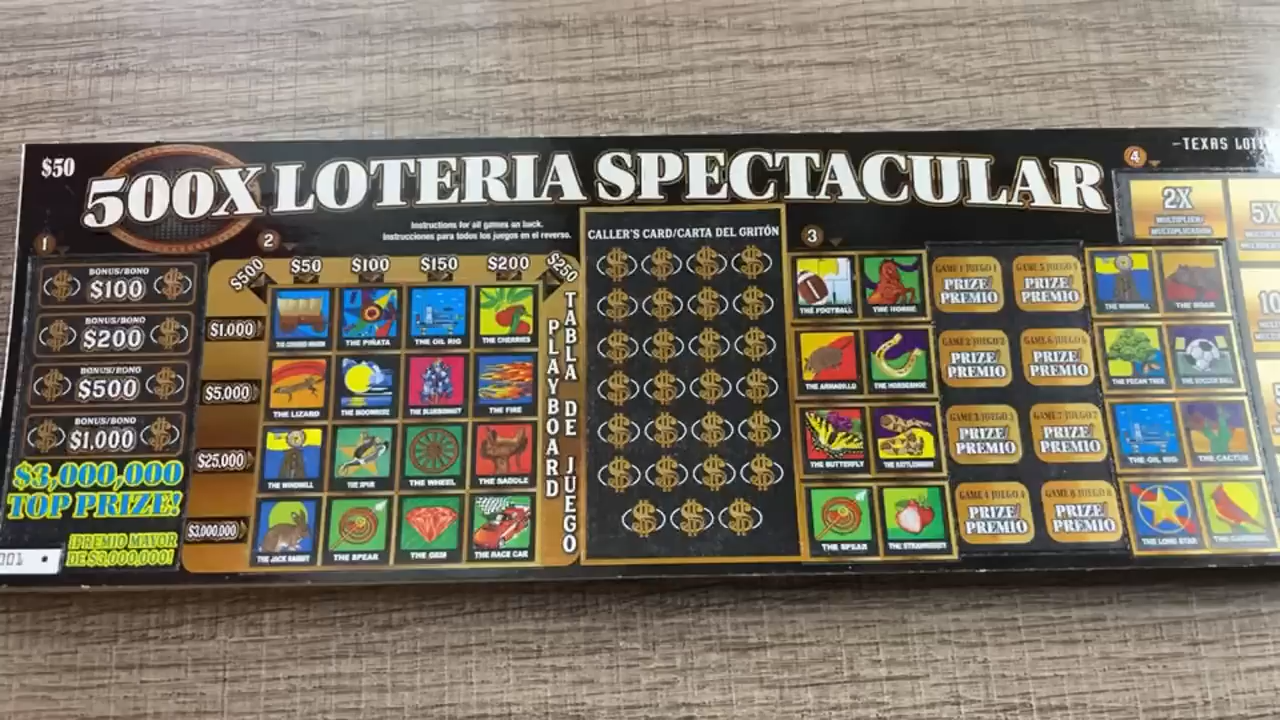 $50
500X LOTERIA SPECTACULAR
-TEXAS
Instructions for all games on back.
Instrucciones para todos los juegos en el reverso.
1
BONUS/BONO
$100
BONUS/BONO
$200
BONUS/BONO
$500
BONUS/BONO
$1,000
$3,000,000
TOP PRIZE!
¡PREMIO MAYOR
DE $3,000,000!
001
2
$500 $50 $100 $150 $200 $250
$1,000
$5,000
$25,000
$3,000,000
THE COVERED WAGON THE PIÑATA THE OIL RIG THE CHERRIES
THE LIZARD THE MOONRISE THE BLUEBONNET THE FIRE
THE WINDMILL THE SPUR THE WHEEL THE SADDLE
THE JACK RABBIT THE SPEAR THE GEM THE RACE CAR
PLAYBOARD
TABLA DE JUEGO
CALLER'S CARD/CARTA DEL GRITÓN
3
THE FOOTBALL THE HORSE
THE ARMADILLO THE HORSESHOE
THE BUTTERFLY THE RATTLESNAKE
THE SPEAR THE STRAWBERRY
GAME 1 JUEGO 1
PRIZE/
PREMIO
GAME 5 JUEGO 5
PRIZE/
PREMIO
GAME 2 JUEGO 2
PRIZE/
PREMIO
GAME 6 JUEGO 6
PRIZE/
PREMIO
GAME 3 JUEGO 3
PRIZE/
PREMIO
GAME 7 JUEGO 7
PRIZE/
PREMIO
GAME 4 JUEGO 4
PRIZE/
PREMIO
GAME 8 JUEGO 8
PRIZE/
PREMIO
THE WINDMILL THE
THE PECAN TREE THE SOCCER BALL
THE OIL RIG THE CACTUS
THE LONE STAR THE CARDINAL
4
2X
MULTIPLIER/
MULTIPLICADOR
5X